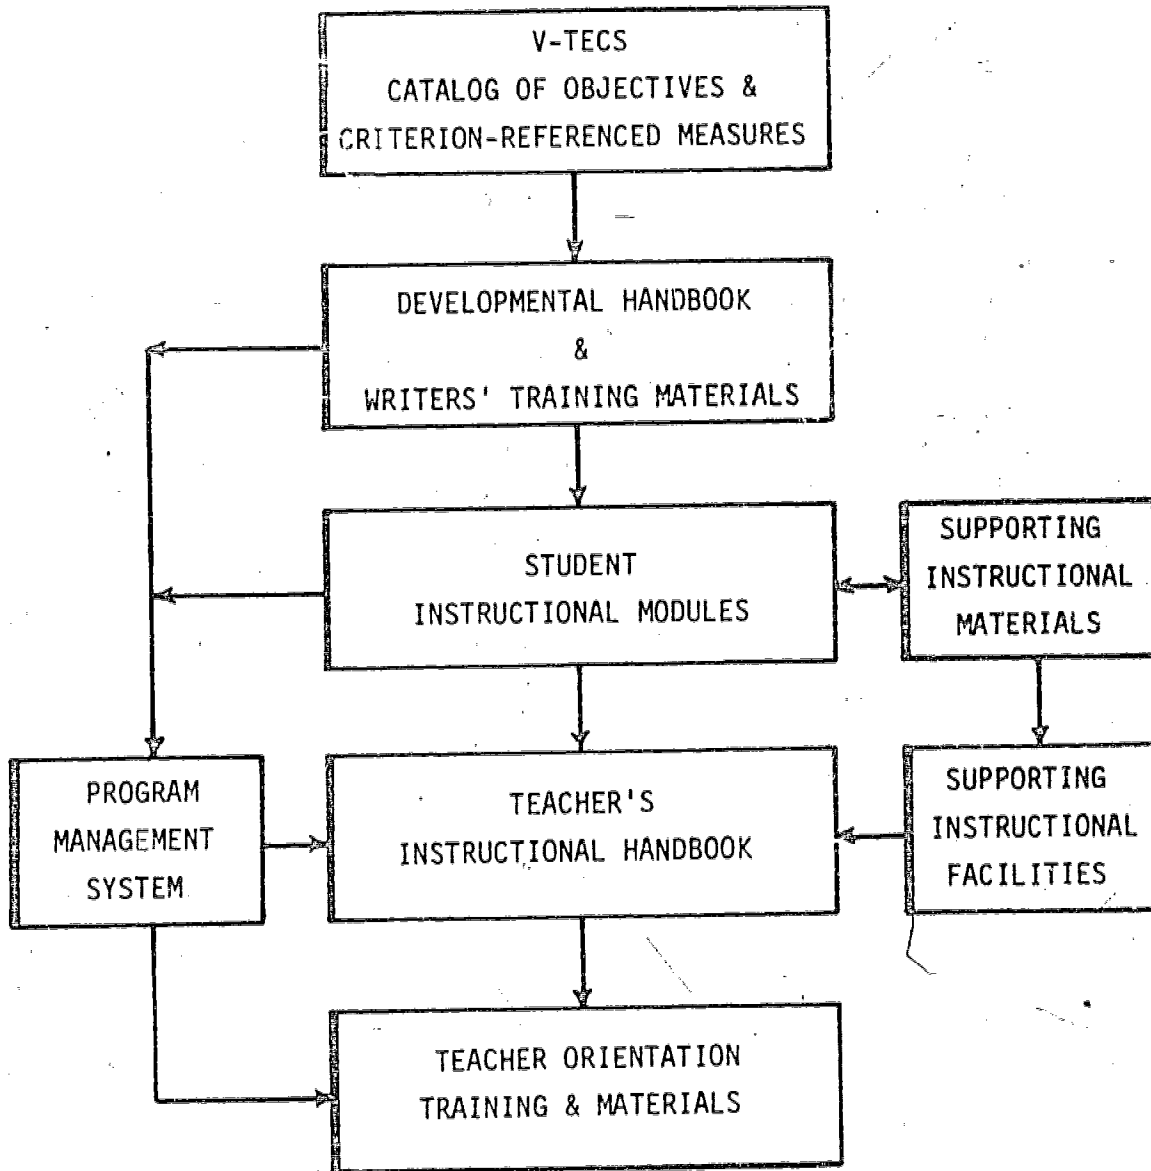 V-TECS
CATALOG OF OBJECTIVES &
CRITERION-REFERENCED MEASURES
DEVELOPMENTAL HANDBOOK
&
WRITERS' TRAINING MATERIALS
STUDENT
INSTRUCTIONAL MODULES
SUPPORTING
INSTRUCTIONAL
MATERIALS
PROGRAM
MANAGEMENT
SYSTEM
TEACHER'S
INSTRUCTIONAL HANDBOOK
SUPPORTING
INSTRUCTIONAL
FACILITIES
TEACHER ORIENTATION
TRAINING & MATERIALS